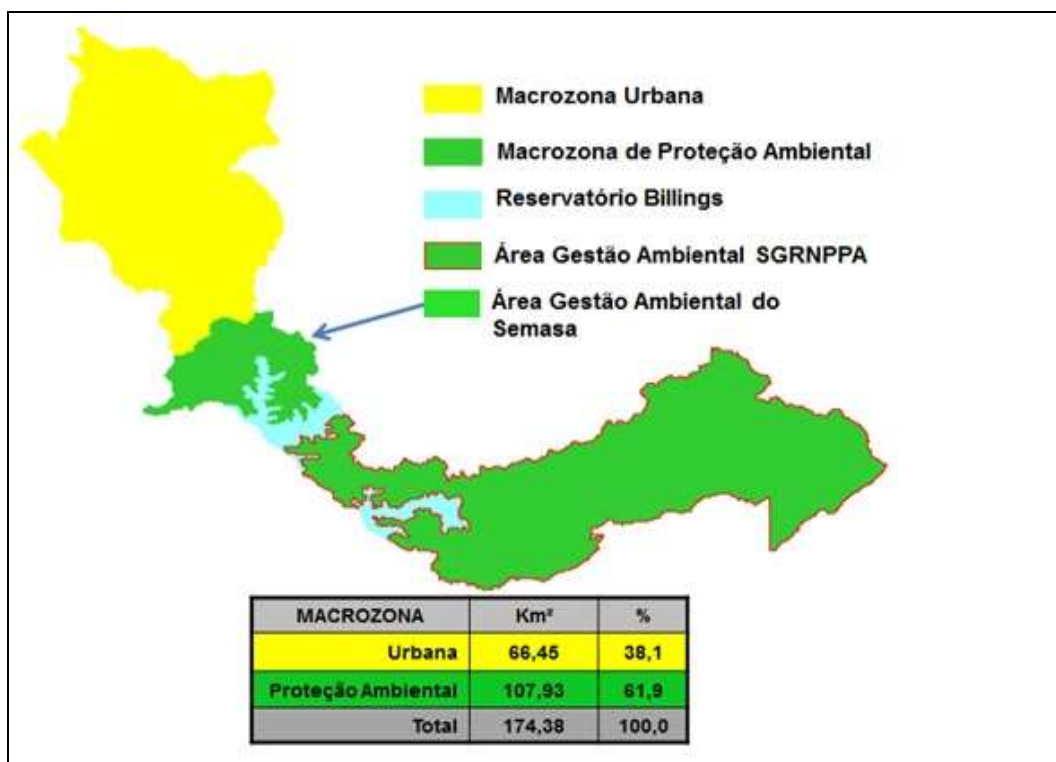 Macrozona Urbana
Macrozona de Proteção Ambiental
Reservatório Billings
Área Gestão Ambiental SGRNPPA
Área Gestão Ambiental do
Semasa
MACROZONA Km² %
Urbana 66,45 38,1
Proteção Ambiental 107,93 61,9
Total 174,38 100,0